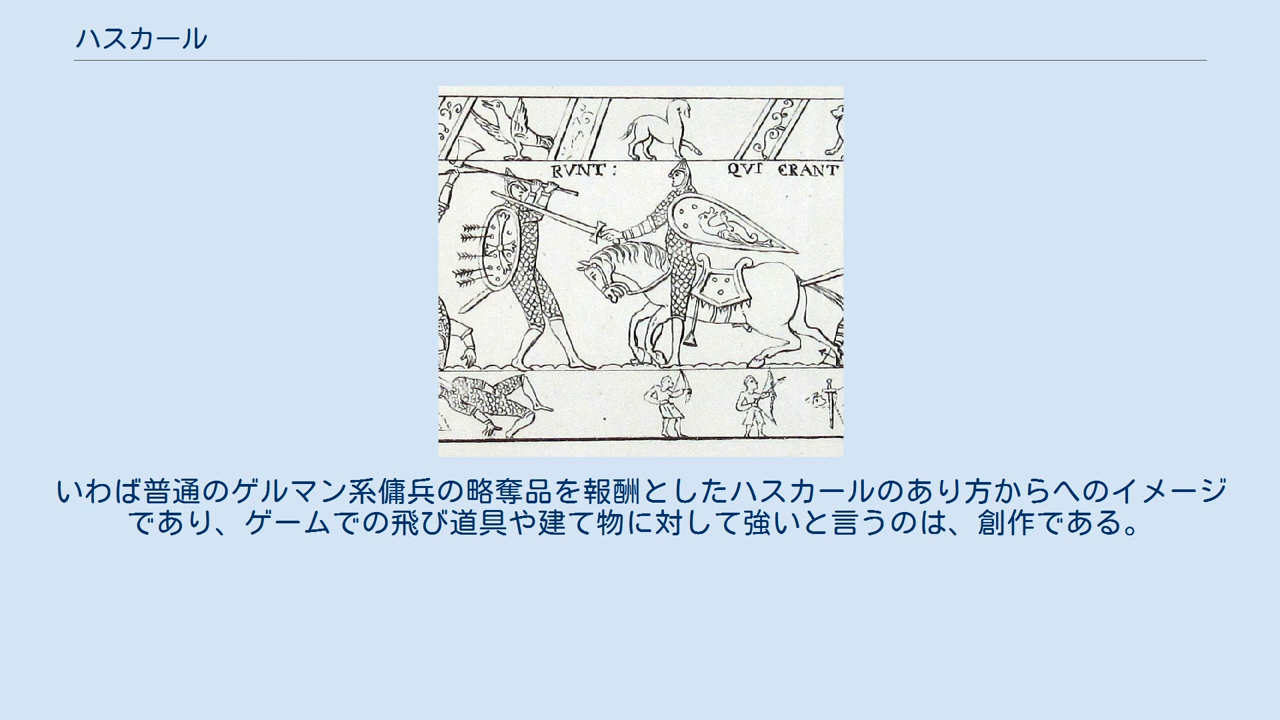 ハスカール
RVNT :
QVI ERANT
いわば普通のゲルマン系傭兵の略奪品を報酬としたハスカールのあり方からへのイメージ
であり、ゲームでの飛び道具や建て物に対して強いと言うのは、創作である。